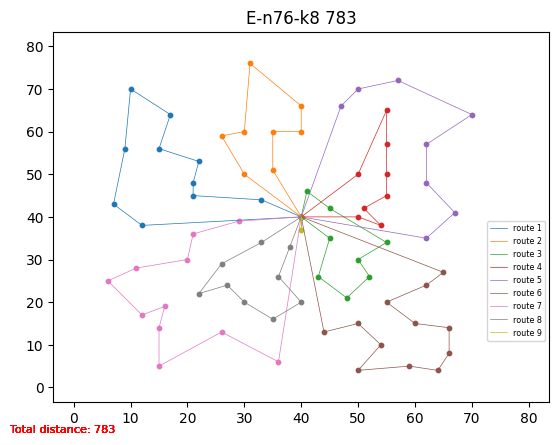 E-n76-k8 783
80
70
60
50
40
30
20
10
0
0 10 20 30 40 50 60 70 80
route 1
route 2
route 3
route 4
route 5
route 6
route 7
route 8
route 9
Total distance: 783